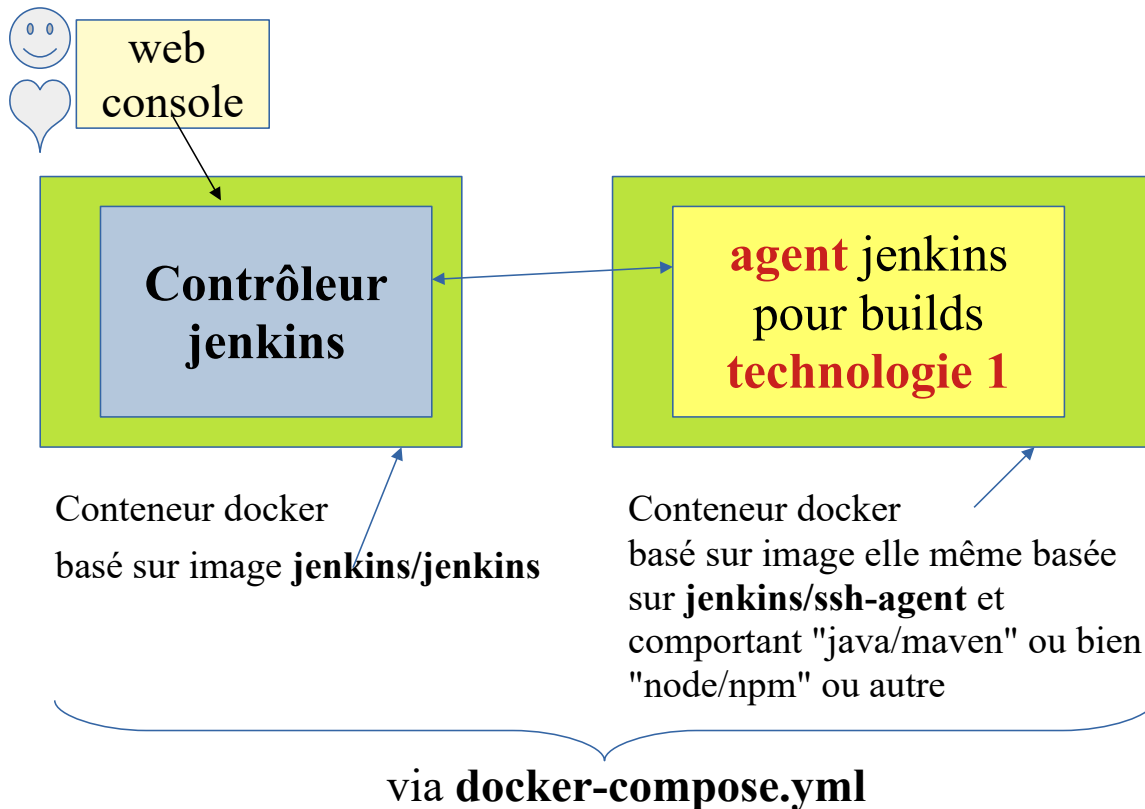 web
console
Contrôleur
jenkins
agent jenkins
pour builds
technologie 1
Conteneur docker
basé sur image jenkins/jenkins
Conteneur docker
basé sur image elle même basée
sur jenkins/ssh-agent et
comportant "java/maven" ou bien
"node/npm" ou autre
via docker-compose.yml